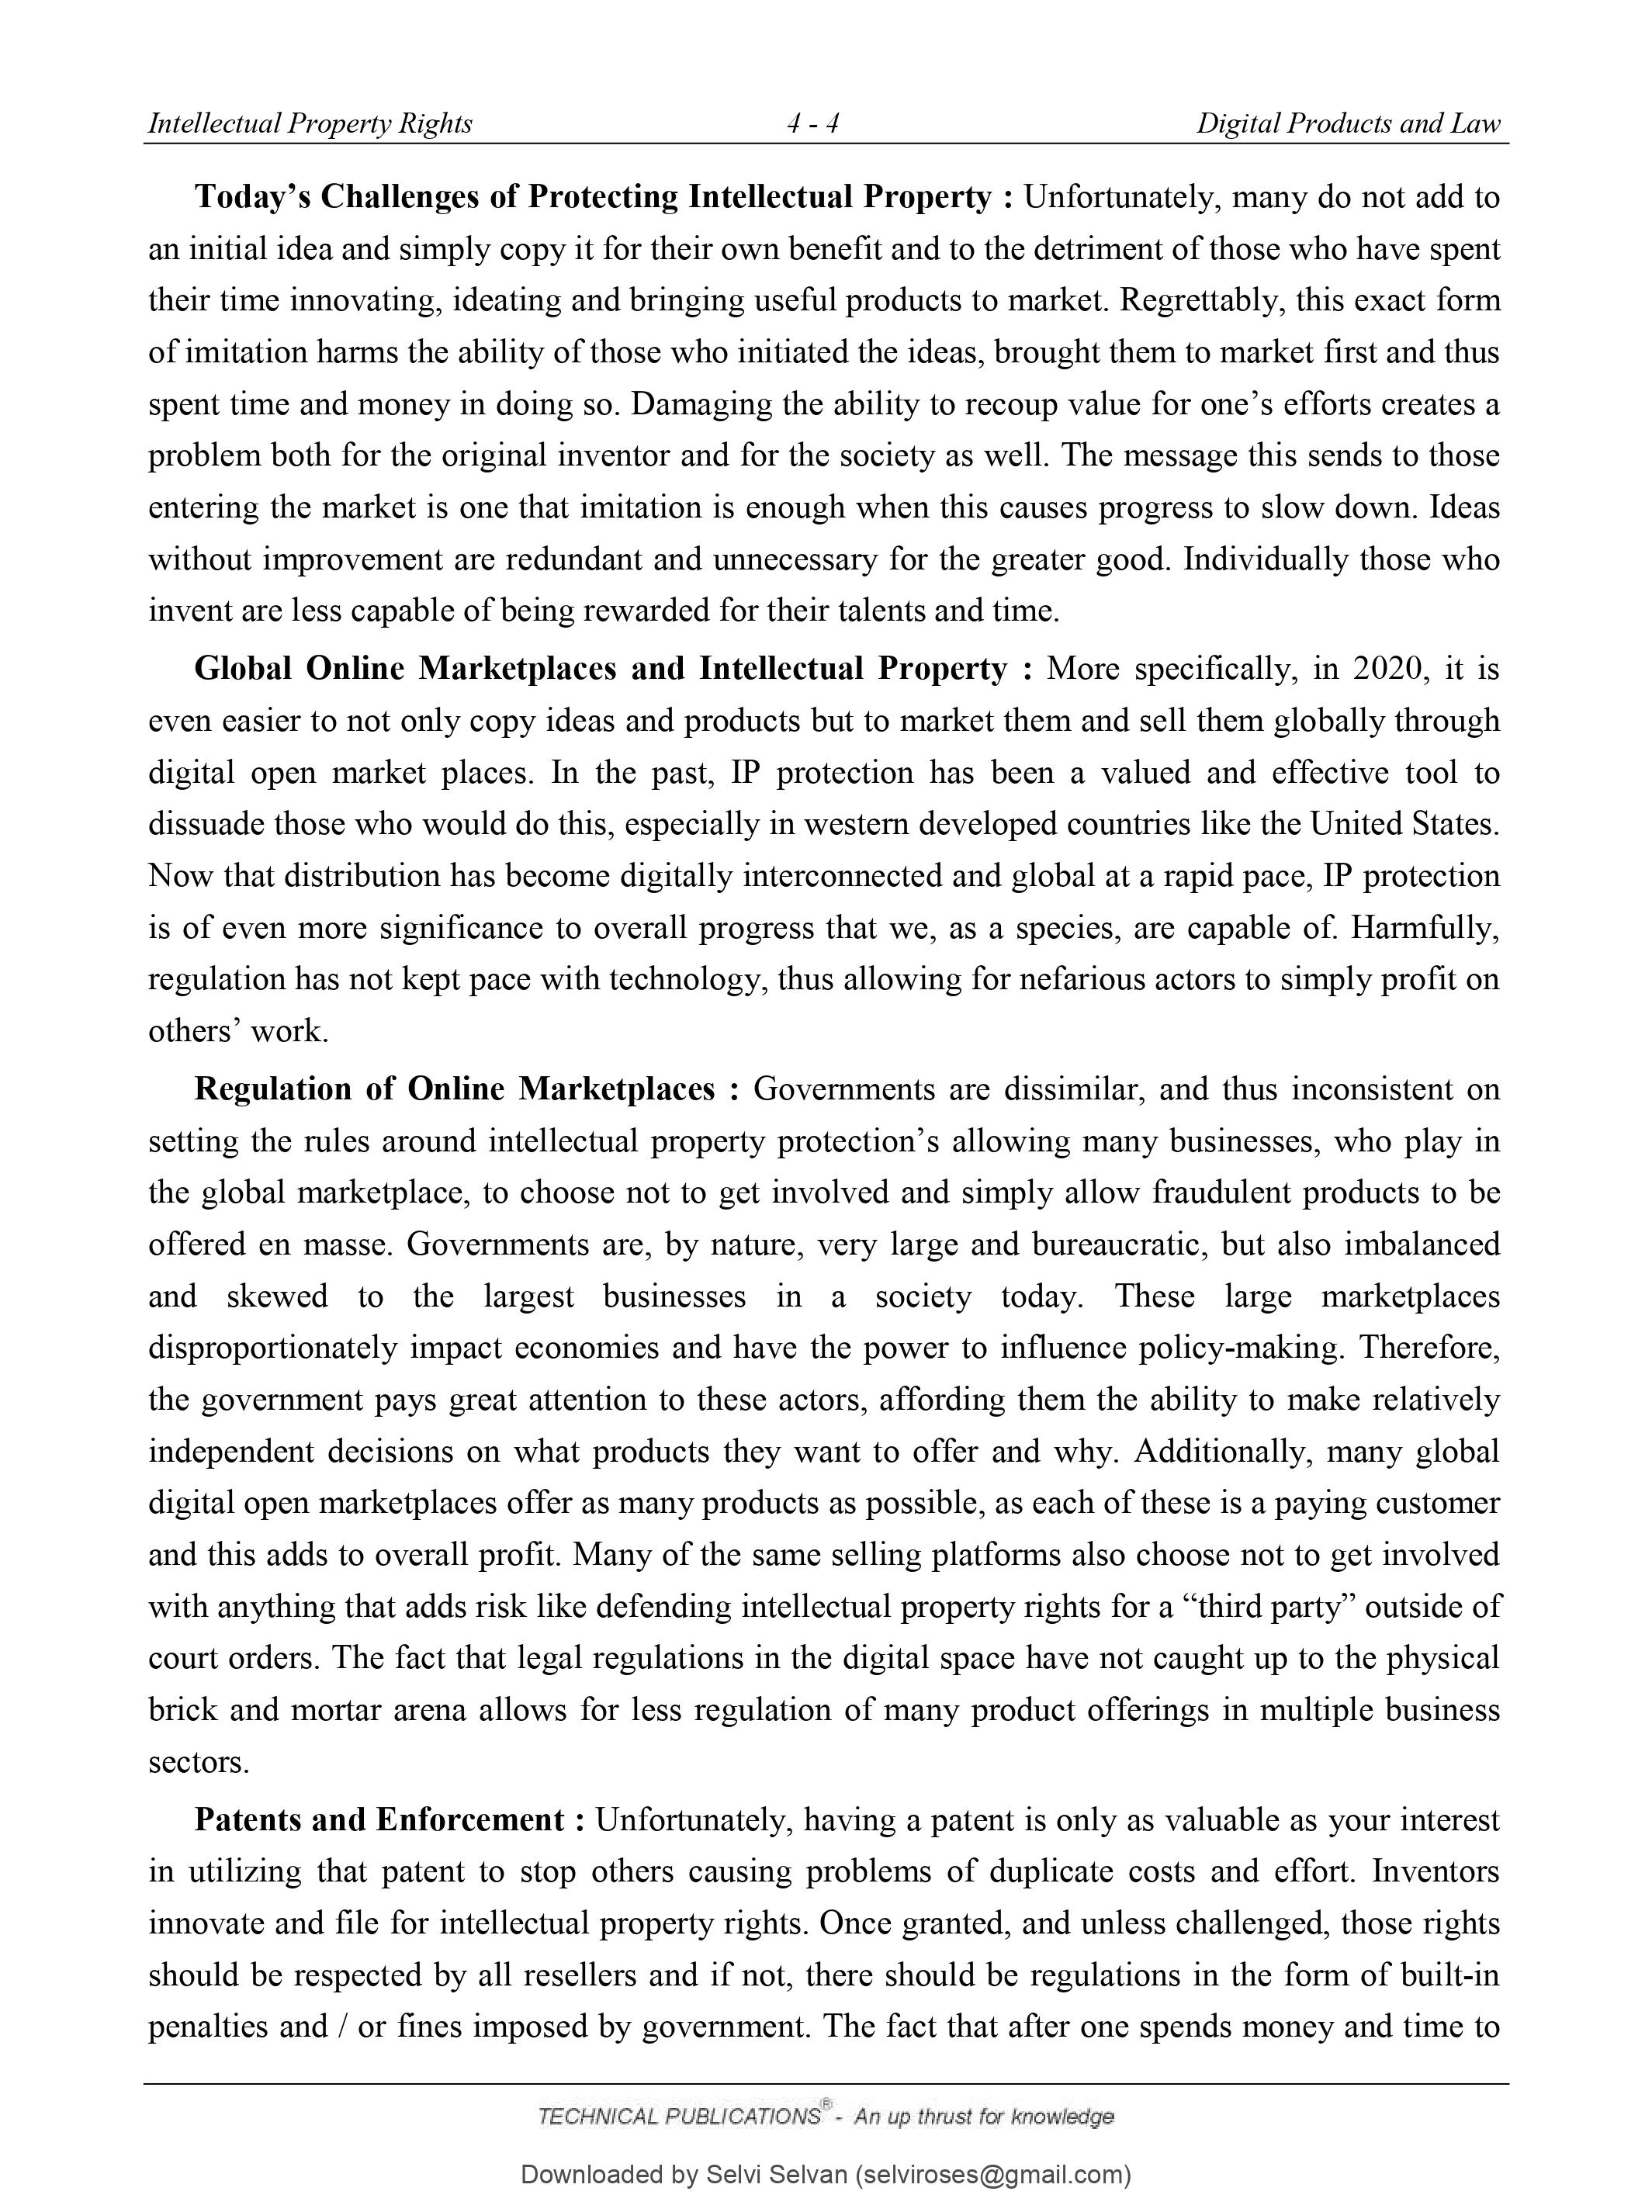 Intellectual Property Rights 4 - 4 Digital Products and Law
Today’s Challenges of Protecting Intellectual Property : Unfortunately, many do not add to
an initial idea and simply copy it for their own benefit and to the detriment of those who have spent
their time innovating, ideating and bringing useful products to market. Regrettably, this exact form
of imitation harms the ability of those who initiated the ideas, brought them to market first and thus
spent time and money in doing so. Damaging the ability to recoup value for one’s efforts creates a
problem both for the original inventor and for the society as well. The message this sends to those
entering the market is one that imitation is enough when this causes progress to slow down. Ideas
without improvement are redundant and unnecessary for the greater good. Individually those who
invent are less capable of being rewarded for their talents and time.
Global Online Marketplaces and Intellectual Property : More specifically, in 2020, it is
even easier to not only copy ideas and products but to market them and sell them globally through
digital open market places. In the past, IP protection has been a valued and effective tool to
dissuade those who would do this, especially in western developed countries like the United States.
Now that distribution has become digitally interconnected and global at a rapid pace, IP protection
is of even more significance to overall progress that we, as a species, are capable of. Harmfully,
regulation has not kept pace with technology, thus allowing for nefarious actors to simply profit on
others’ work.
Regulation of Online Marketplaces : Governments are dissimilar, and thus inconsistent on
setting the rules around intellectual property protection’s allowing many businesses, who play in
the global marketplace, to choose not to get involved and simply allow fraudulent products to be
offered en masse. Governments are, by nature, very large and bureaucratic, but also imbalanced
and skewed to the largest businesses in a society today. These large marketplaces
disproportionately impact economies and have the power to influence policy-making. Therefore,
the government pays great attention to these actors, affording them the ability to make relatively
independent decisions on what products they want to offer and why. Additionally, many global
digital open marketplaces offer as many products as possible, as each of these is a paying customer
and this adds to overall profit. Many of the same selling platforms also choose not to get involved
with anything that adds risk like defending intellectual property rights for a “third party” outside of
court orders. The fact that legal regulations in the digital space have not caught up to the physical
brick and mortar arena allows for less regulation of many product offerings in multiple business
sectors.
Patents and Enforcement : Unfortunately, having a patent is only as valuable as your interest
in utilizing that patent to stop others causing problems of duplicate costs and effort. Inventors
innovate and file for intellectual property rights. Once granted, and unless challenged, those rights
should be respected by all resellers and if not, there should be regulations in the form of built-in
penalties and / or fines imposed by government. The fact that after one spends money and time to
TECHNICAL PUBLICATIONS® - An up thrust for knowledge
Downloaded by Selvi Selvan (selviroses@gmail.com)